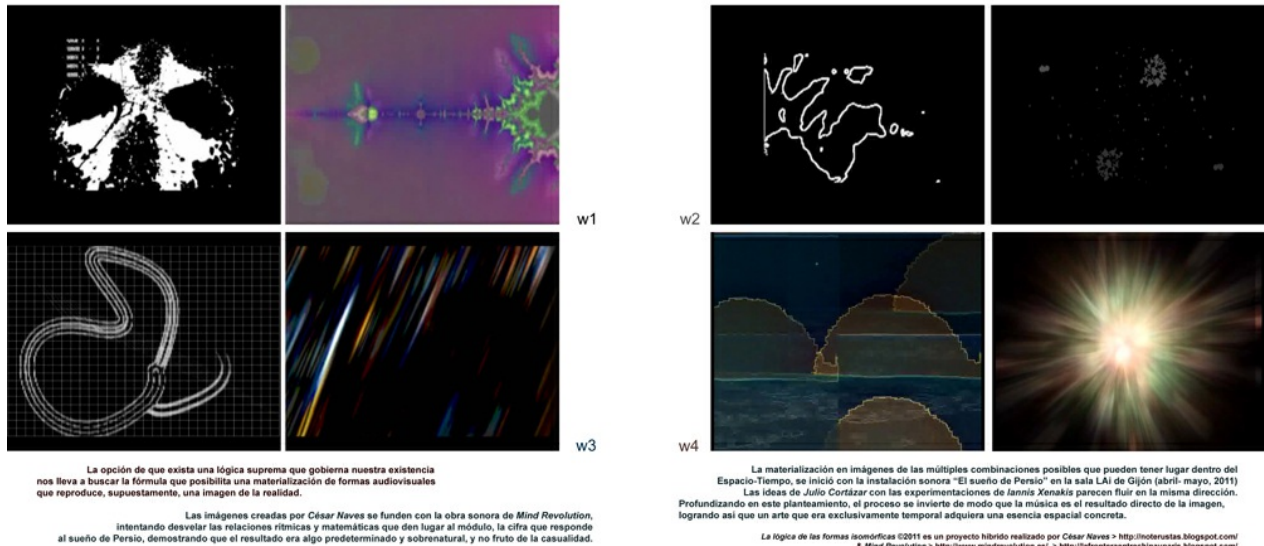 w1
w2
w3
w4
La opción de que exista una lógica suprema que gobierna nuestra existencia
nos lleva a buscar la fórmula que posibilita una materialización de formas audiovisuales
que reproduce, supuestamente, una imagen de la realidad.
Las imágenes creadas por César Naves se funden con la obra sonora de Mind Revolution,
intentando desvelar las relaciones rítmicas y matemáticas que den lugar al módulo, la cifra que responde
al sueño de Persio, demostrando que el resultado era algo predeterminado y sobrenatural, y no fruto de la casualidad.
La materialización en imágenes de las múltiples combinaciones posibles que pueden tener lugar dentro del
Espacio-Tiempo, se inició con la instalación sonora “El sueño de Persio” en la sala LAi de Gijón (abril- mayo, 2011)
Las ideas de Julio Cortázar con las experimentaciones de Iannis Xenakis parecen fluir en la misma dirección.
Profundizando en este planteamiento, el proceso se invierte de modo que la música es el resultado directo de la imagen,
logrando así que un arte que era exclusivamente temporal adquiera una esencia espacial concreta.
La lógica de las formas isomórficas ©2011 es un proyecto híbrido realizado por César Naves > http://noterustas.blogspot.com/
& Mind Revolution >